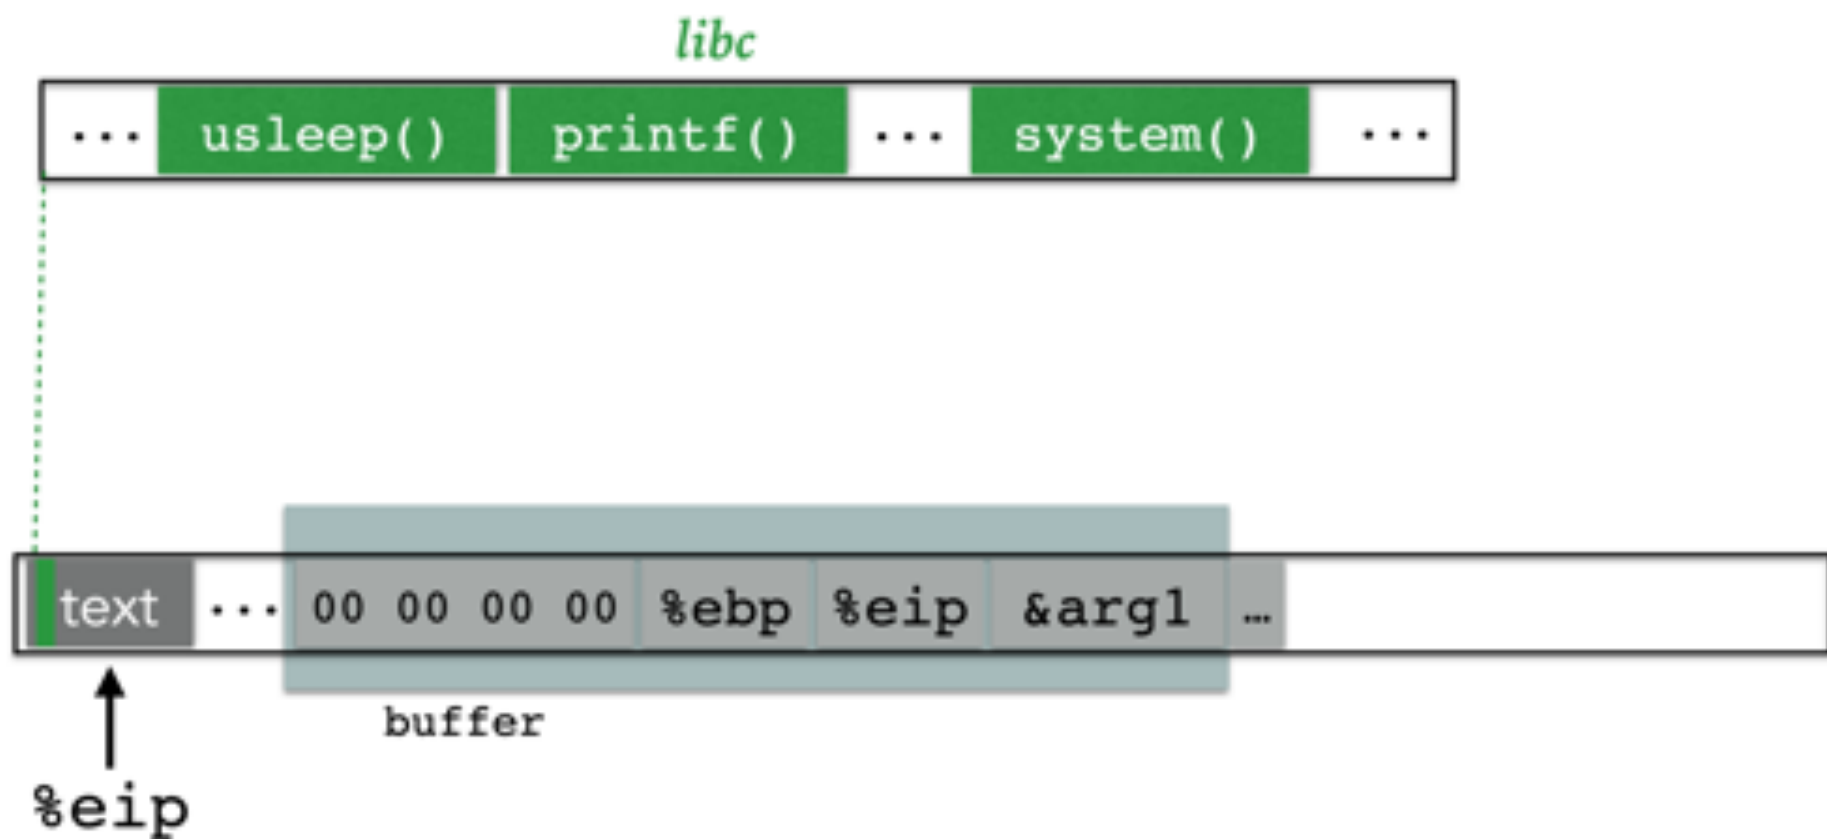 libc
... usleep() printf() ... system() ...
text ... 00 00 00 00 %ebp %eip &arg1 ...
buffer
%eip